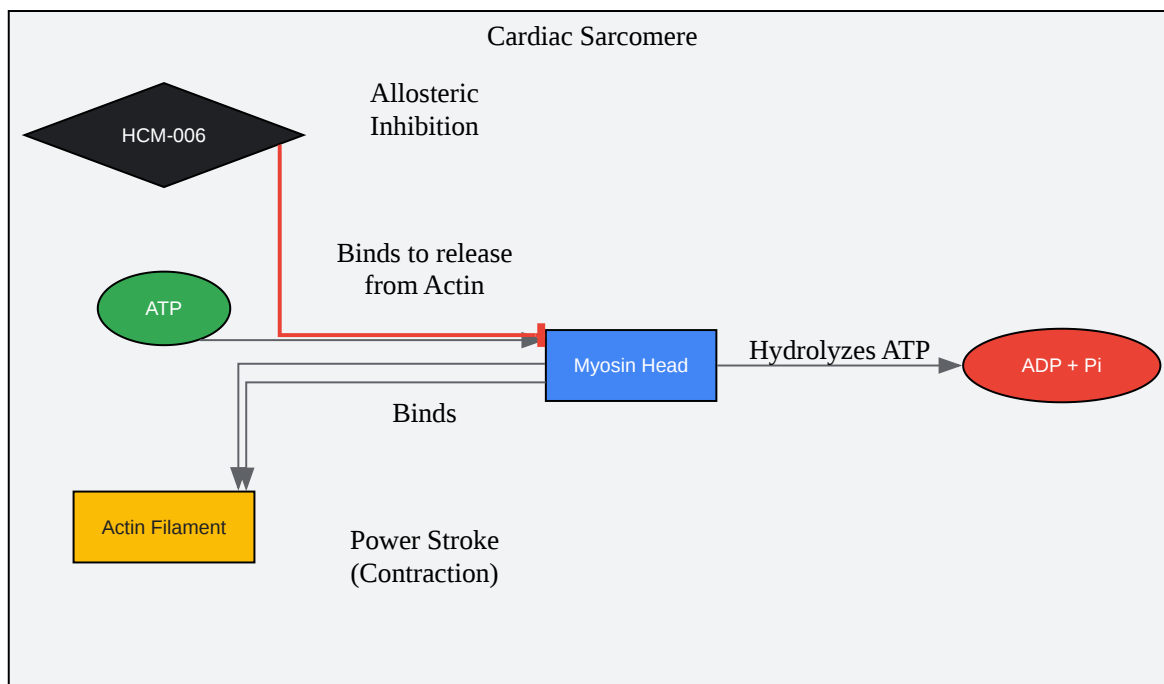 Cardiac Sarcomere
Allosteric
Inhibition
HCM-006
Binds to release
from Actin
ATP
Myosin Head
Hydrolyzes ATP
ADP + Pi
Binds
Actin Filament
Power Stroke
(Contraction)